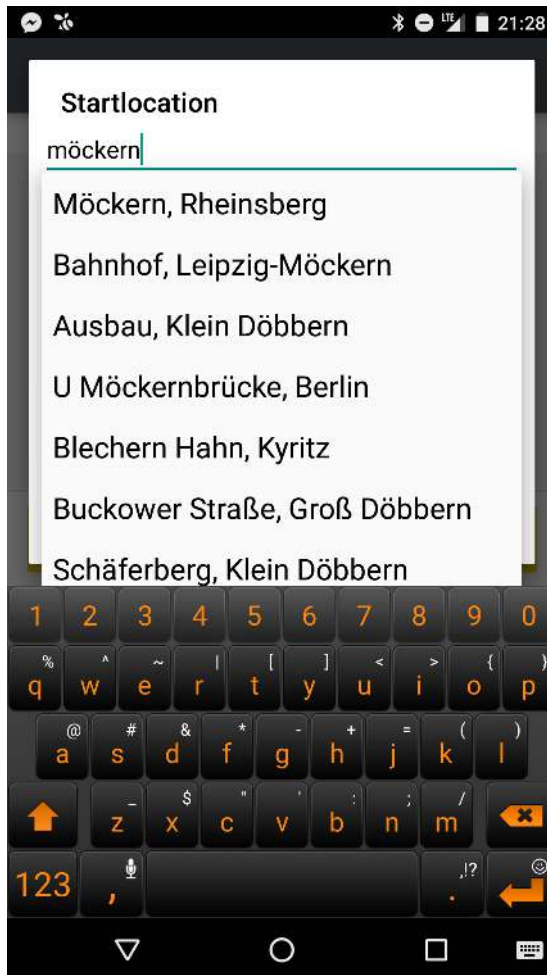 LTE 21:28
Startlocation
möckern
Möckern, Rheinsberg
Bahnhof, Leipzig-Möckern
Ausbau, Klein Döbbern
U Möckernbrücke, Berlin
Blechern Hahn, Kyritz
Buckower Straße, Groß Döbbern
Schäferberg, Klein Döbbern
1 2 3 4 5 6 7 8 9 0
% ^ ~ | [ ] < > { }
q w e r t y u i o p
@ # & * - + = ( )
a s d f g h j k l
_ $ " ' : ; /
z x c v b n m
,!?
123 , .